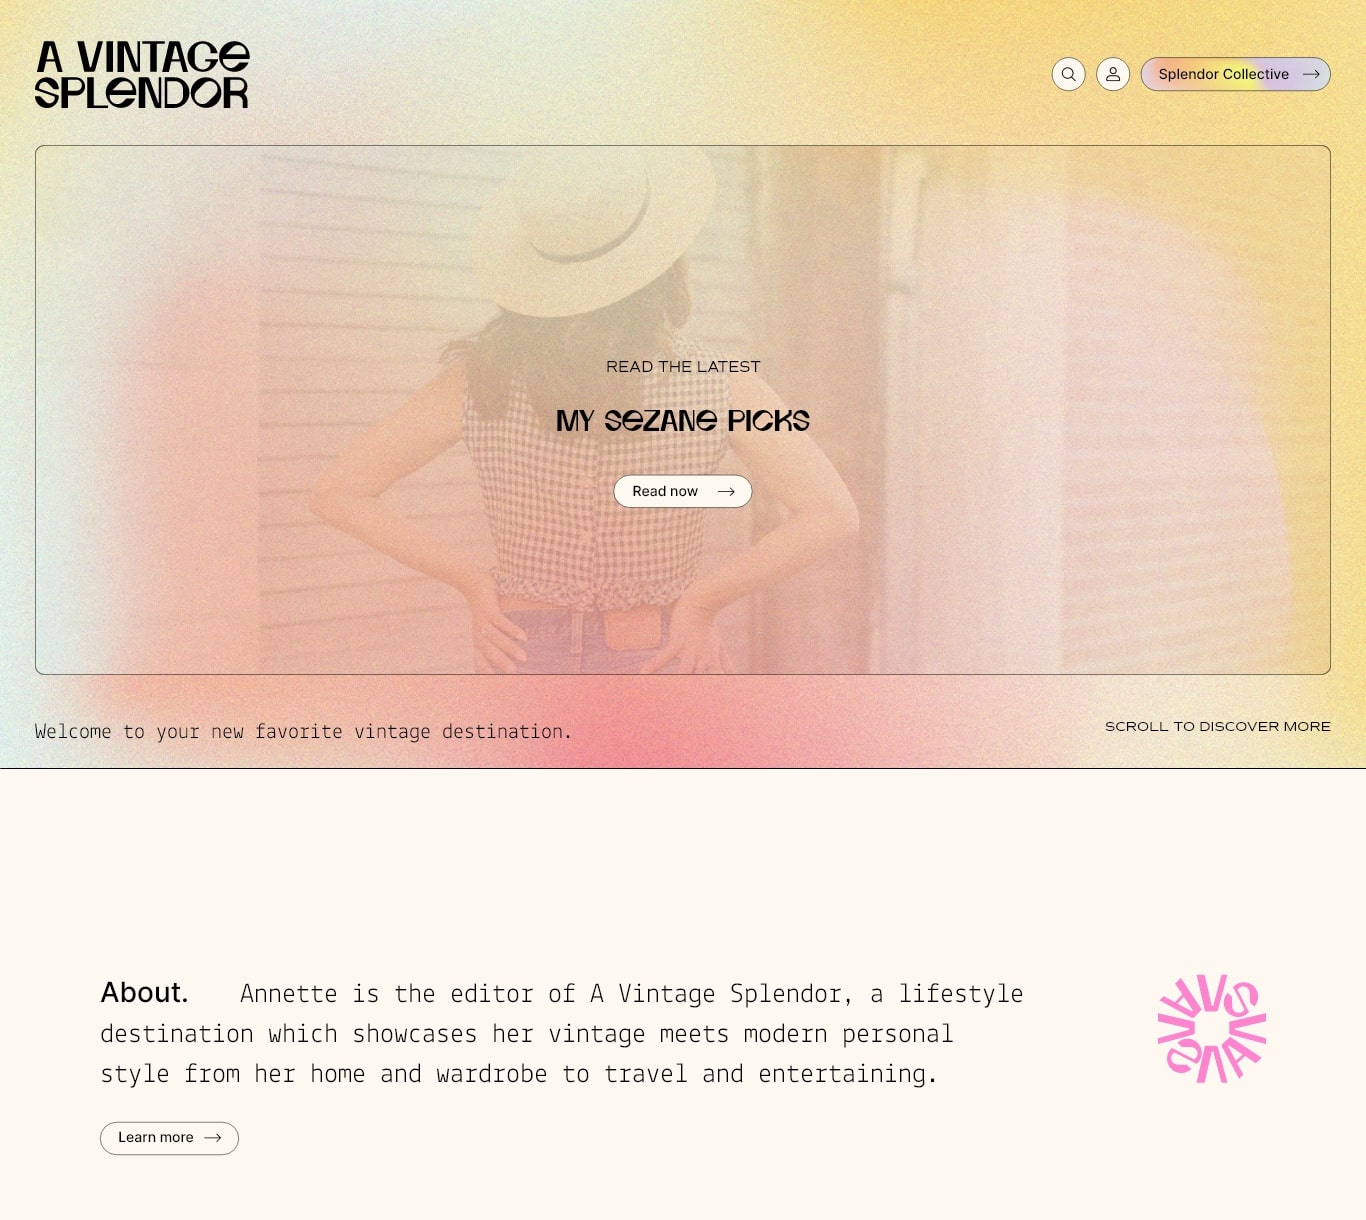 A VINTAGE
SPLENDOR
Splendor Collective
READ THE LATEST
MY SEZANE PICKS
Read now
Welcome to your new favorite vintage destination.
SCROLL TO DISCOVER MORE
About. Annette is the editor of A Vintage Splendor, a lifestyle
destination which showcases her vintage meets modern personal
style from her home and wardrobe to travel and entertaining.
AVS AVS AVS
Learn more